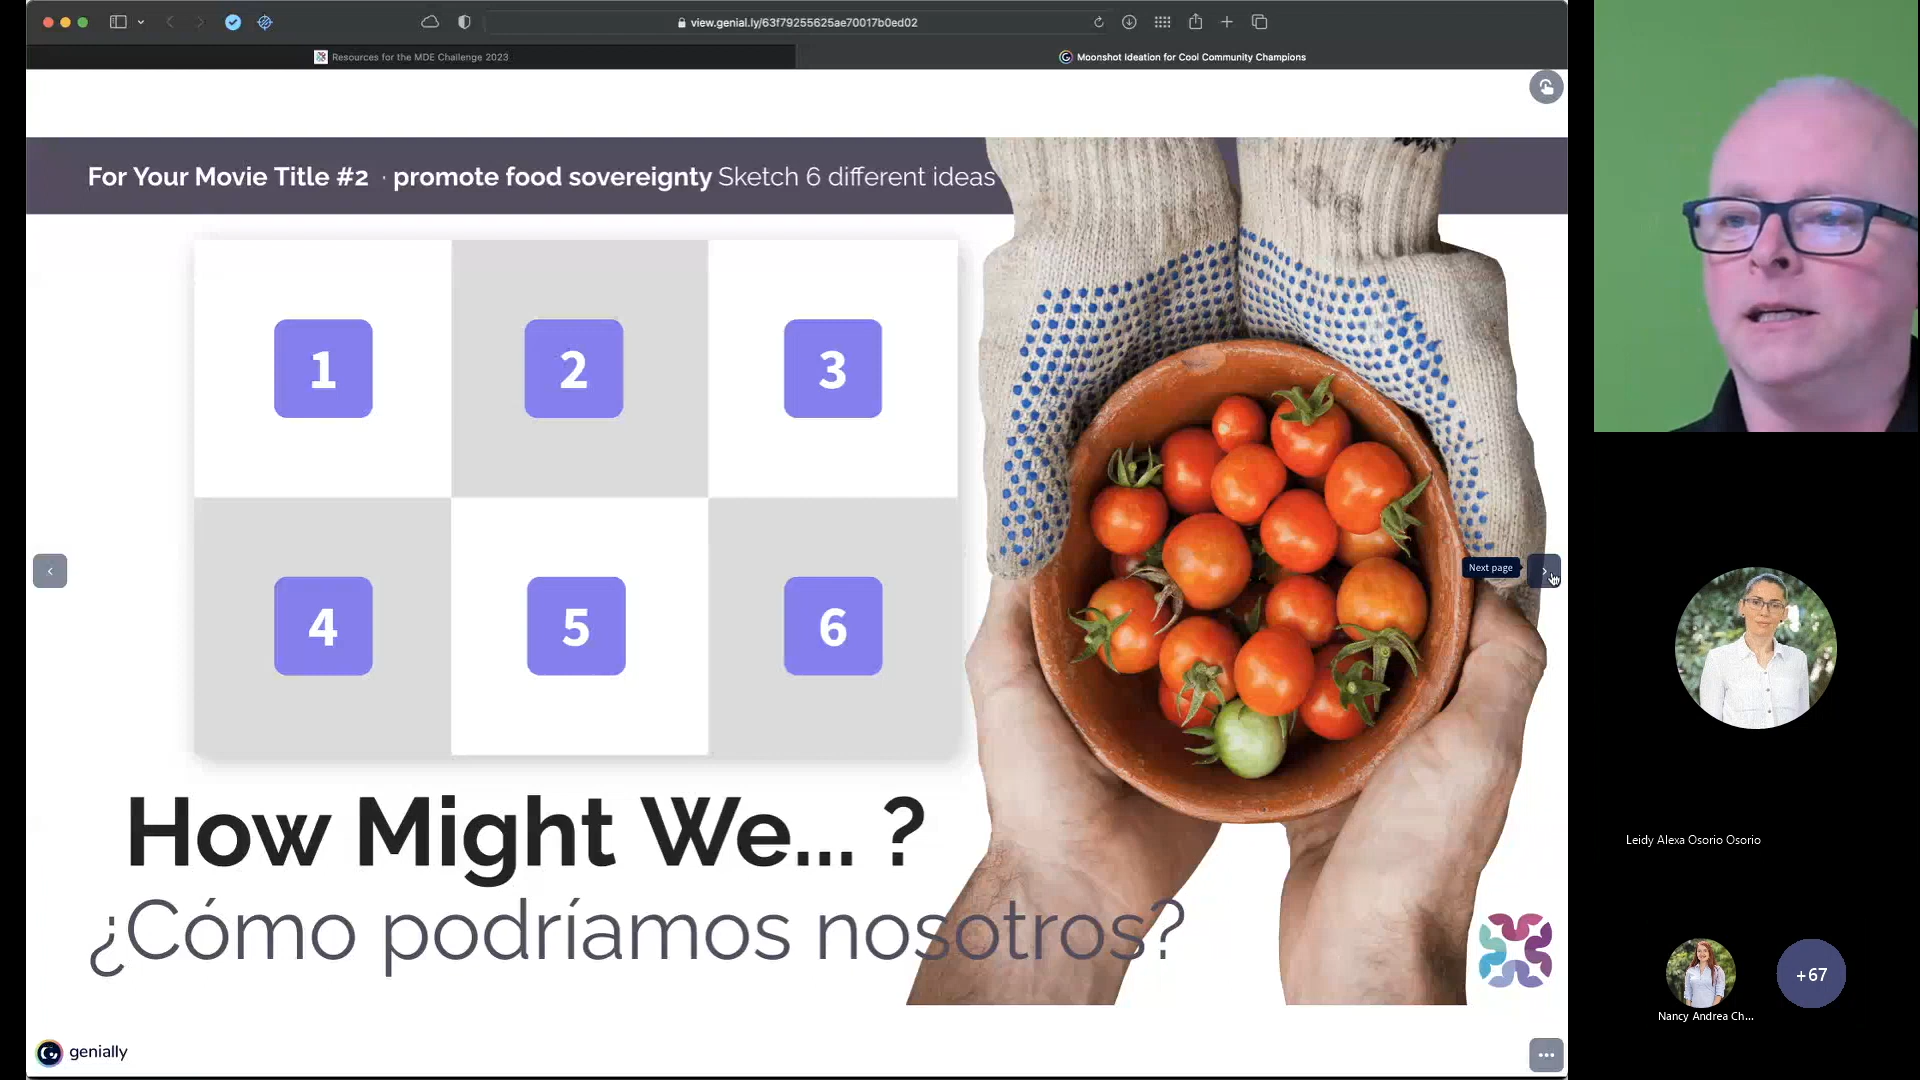 view.genial.ly/63f79255625ae70017b0ed02
Resources for the MDE Challenge 2023
Moonshot Ideation for Cool Community Champions
For Your Movie Title #2 · promote food sovereignty Sketch 6 different ideas
1
2
3
4
5
6
Next page
How Might We... ?
¿Cómo podríamos nosotros?
genially
Leidy Alexa Osorio Osorio
+67
Nancy Andrea Ch...